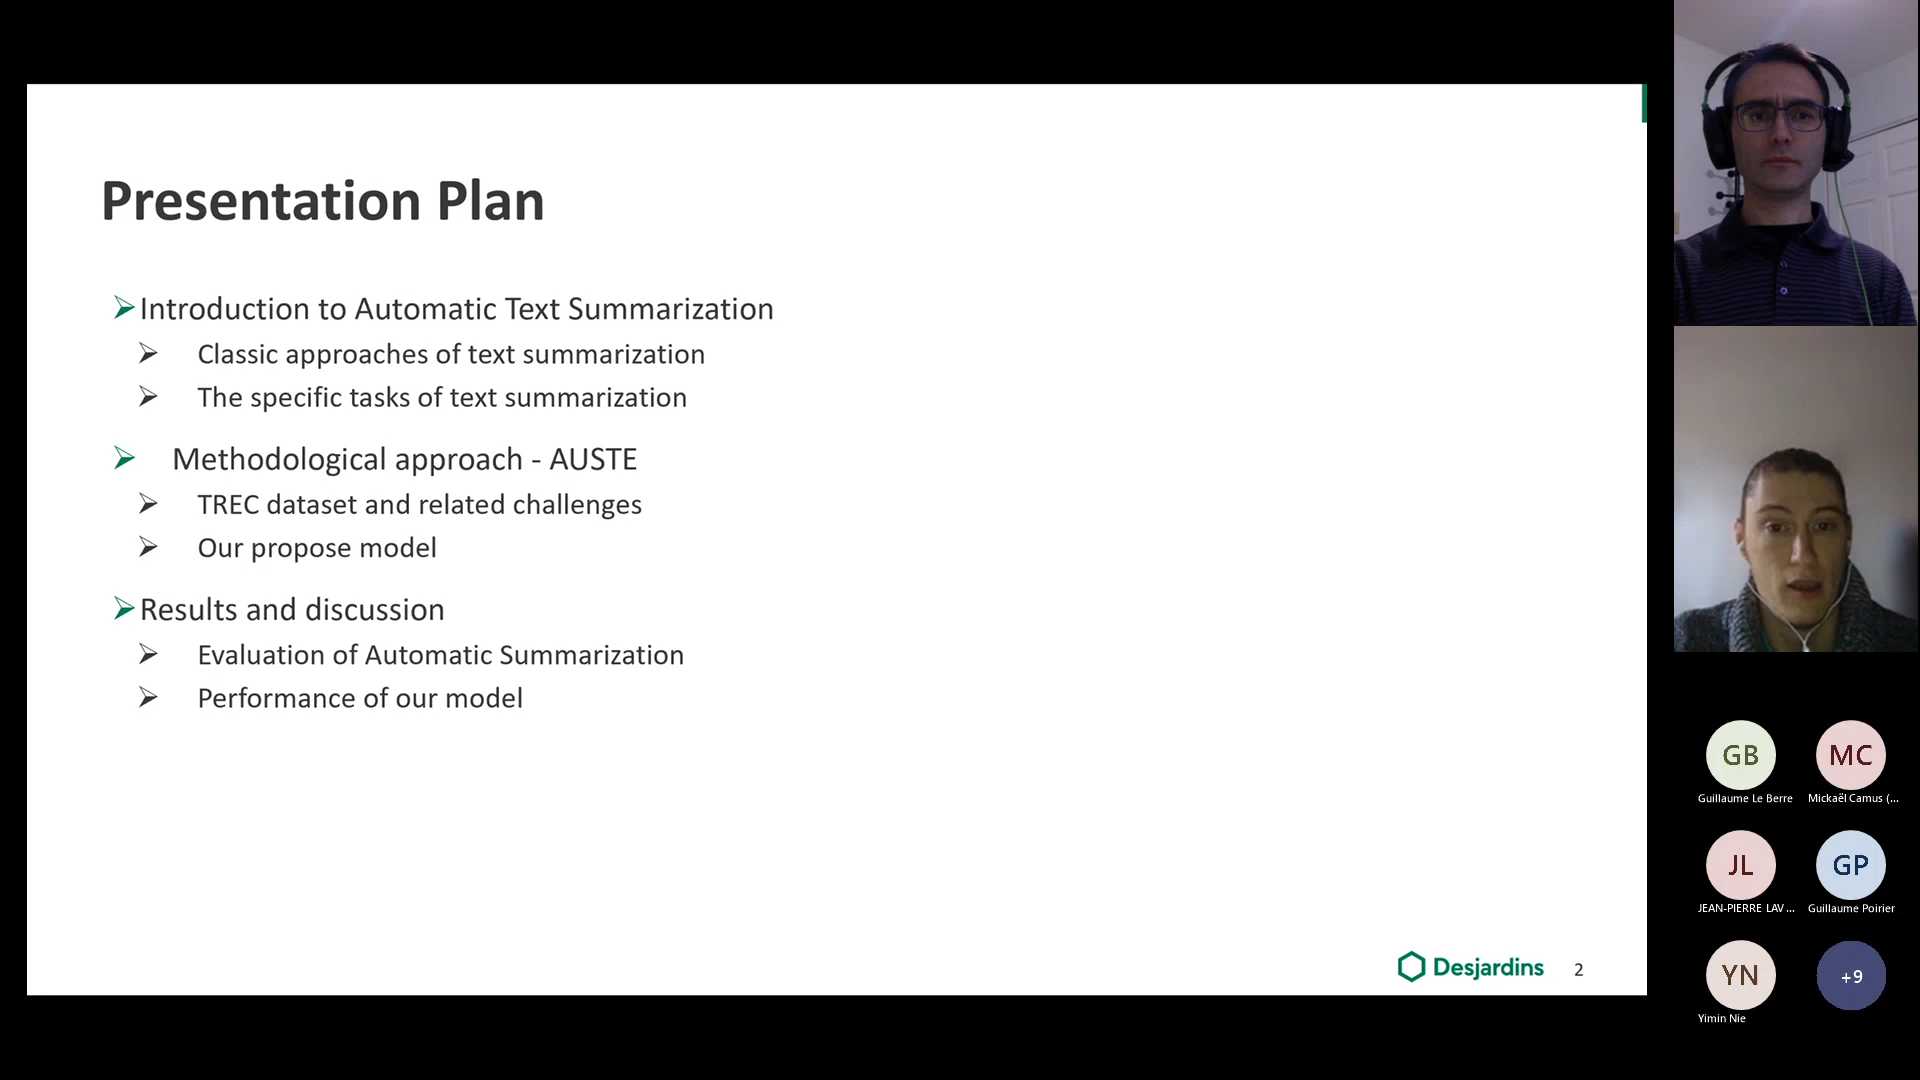 Presentation Plan
Introduction to Automatic Text Summarization
Classic approaches of text summarization
The specific tasks of text summarization
Methodological approach - AUSTE
TREC dataset and related challenges
Our propose model
Results and discussion
Evaluation of Automatic Summarization
Performance of our model
Desjardins 2
GB
MC
Guillaume Le Berre
Mickaël Camus (...
JL
GP
JEAN-PIERRE LAV...
Guillaume Poirier
YN
+9
Yimin Nie